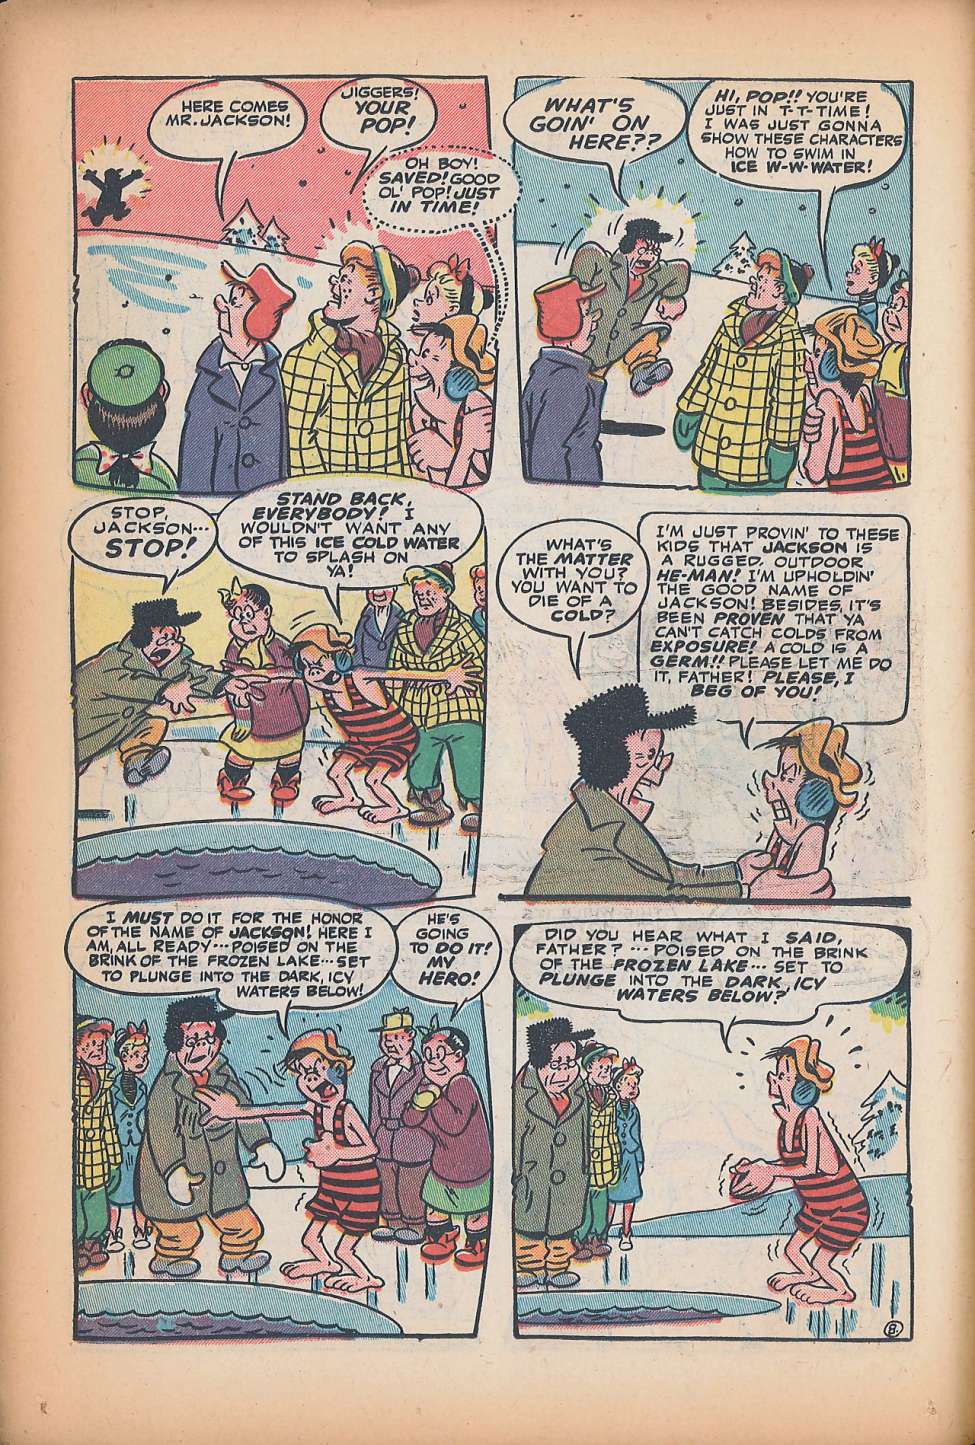 HERE COMES
MR. JACKSON!
JIGGERS!
YOUR
POP!
OH BOY!
SAVED! GOOD
OL' POP! JUST
IN TIME!
WHAT'S
GOIN' ON
HERE??
HI, POP!! YOU'RE
JUST IN T-T-TIME!
I WAS JUST GONNA
SHOW THESE CHARACTERS
HOW TO SWIM IN
ICE W-W-WATER!
STOP,
JACKSON...
STOP!
STAND BACK,
EVERYBODY! I
WOULDN'T WANT ANY
OF THIS ICE COLD WATER
TO SPLASH ON
YA!
WHAT'S
THE MATTER
WITH YOU?
YOU WANT TO
DIE OF A
COLD?
I'M JUST PROVIN' TO THESE
KIDS THAT JACKSON IS
A RUGGED, OUTDOOR
HE-MAN! I'M UPHOLDIN'
THE GOOD NAME OF
JACKSON! BESIDES, IT'S
BEEN PROVEN THAT YA
CAN'T CATCH COLDS FROM
EXPOSURE! A COLD IS A
GERM!! PLEASE LET ME DO
IT, FATHER! PLEASE, I
BEG OF YOU!
I MUST DO IT FOR THE HONOR
OF THE NAME OF JACKSON! HERE I
AM, ALL READY... POISED ON THE
BRINK OF THE FROZEN LAKE... SET
TO PLUNGE INTO THE DARK, ICY
WATERS BELOW!
HE'S
GOING
TO DO IT!
MY
HERO!
DID YOU HEAR WHAT I SAID,
FATHER? ... POISED ON THE BRINK
OF THE FROZEN LAKE... SET TO
PLUNGE INTO THE DARK, ICY
WATERS BELOW?
8.